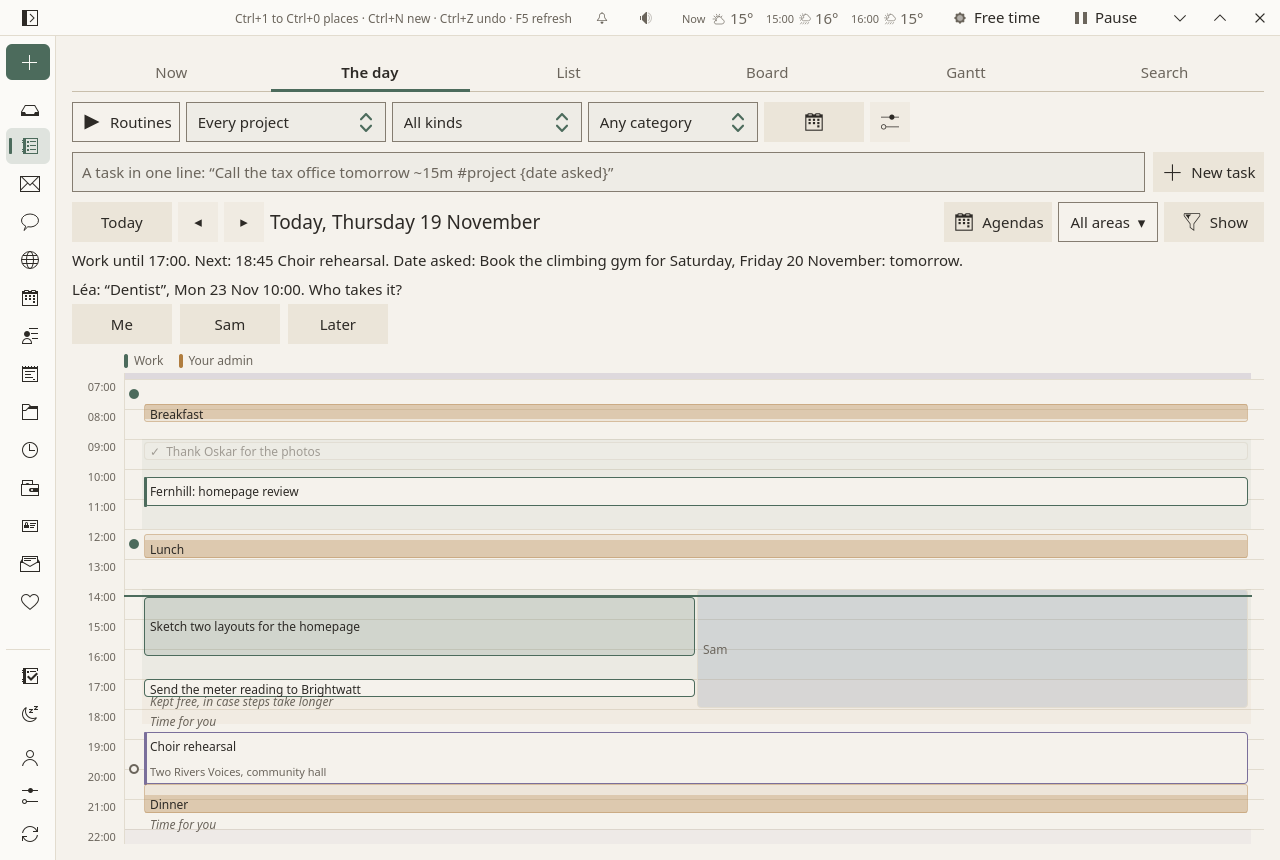 Ctrl+1 to Ctrl+0 places · Ctrl+N new · Ctrl+Z undo · F5 refresh
Now 15° 15:00 16° 16:00 15°
Free time
Pause
Now
The day
List
Board
Gantt
Search
Routines
Every project
All kinds
Any category
A task in one line: “Call the tax office tomorrow ~15m #project {date asked}”
New task
Today
Today, Thursday 19 November
Agendas
All areas
Show
Work until 17:00. Next: 18:45 Choir rehearsal. Date asked: Book the climbing gym for Saturday, Friday 20 November: tomorrow.
Léa: “Dentist”, Mon 23 Nov 10:00. Who takes it?
Me
Sam
Later
Work
Your admin
07:00
08:00
Breakfast
09:00
✓ Thank Oskar for the photos
10:00
Fernhill: homepage review
11:00
12:00
Lunch
13:00
14:00
15:00
Sketch two layouts for the homepage
Sam
16:00
17:00
Send the meter reading to Brightwatt
Kept free, in case steps take longer
18:00
Time for you
19:00
Choir rehearsal
Two Rivers Voices, community hall
20:00
21:00
Dinner
Time for you
22:00